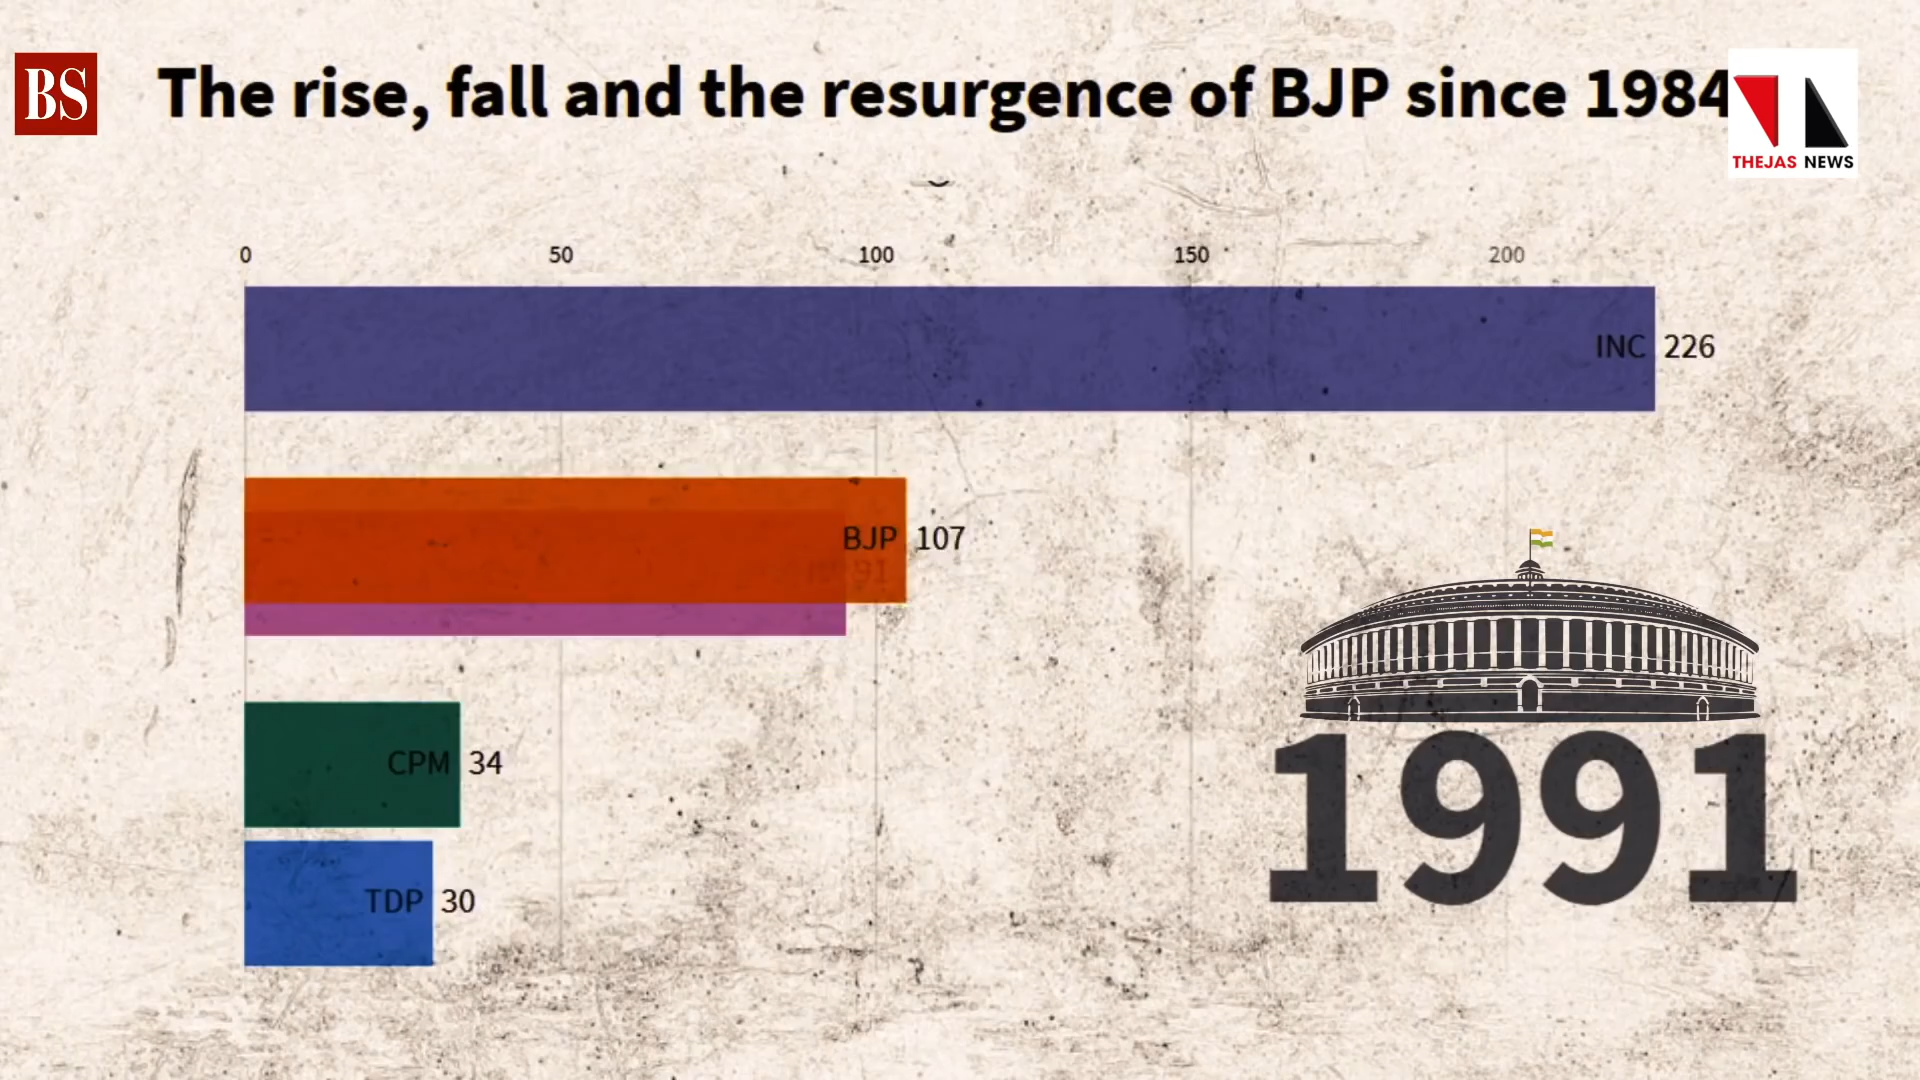 BS
The rise, fall and the resurgence of BJP since 1984
THEJAS NEWS
0 50 100 150 200
INC 226
BJP 107
91
CPM 34
TDP 30
1991